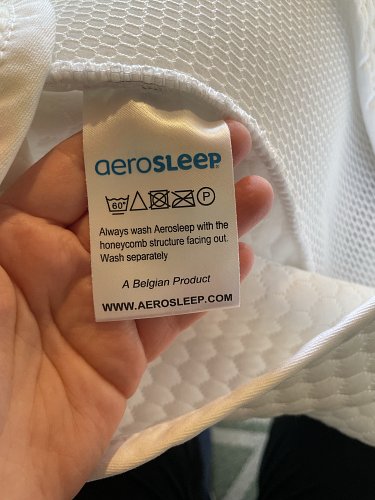 aerosleep
60°
P
Always wash Aerosleep with the
honeycomb structure facing out.
Wash separately
A Belgian Product
WWW.AEROSLEEP.COM